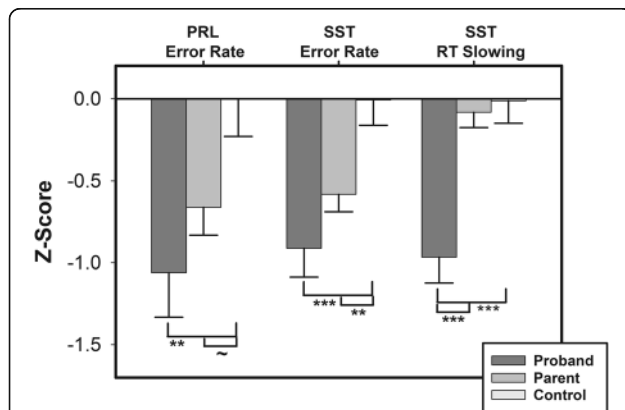 PRL SST SST
Error Rate Error Rate RT Slowing
0.0
-0.5
-1.0
-1.5
Z-Score
** ~
*** **
*** ***
Proband
Parent
Control